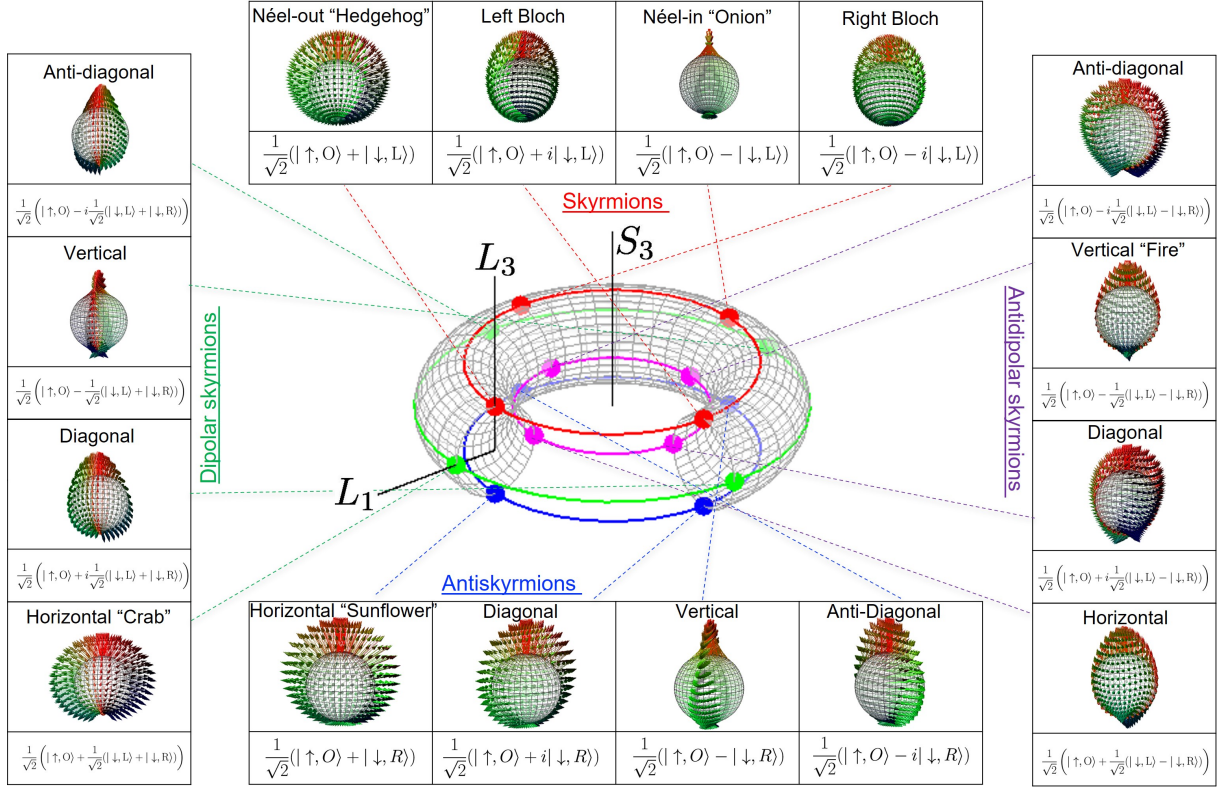 Néel-out “Hedgehog”
Left Bloch
Néel-in “Onion”
Right Bloch
1/√2(|↑, O⟩ + |↓, L⟩)
1/√2(|↑, O⟩ + i|↓, L⟩)
1/√2(|↑, O⟩ − |↓, L⟩)
1/√2(|↑, O⟩ − i|↓, L⟩)
Skyrmions
Anti-diagonal
1/√2(|↑, O⟩ − i 1/√2(|↓, L⟩ + |↓, R⟩))
Vertical
1/√2(|↑, O⟩ − 1/√2(|↓, L⟩ + |↓, R⟩))
Diagonal
1/√2(|↑, O⟩ + i 1/√2(|↓, L⟩ + |↓, R⟩))
Horizontal “Crab”
1/√2(|↑, O⟩ + 1/√2(|↓, L⟩ + |↓, R⟩))
Dipolar skyrmions
L₃
S₃
L₁
Antidipolar skyrmions
Anti-diagonal
1/√2(|↑, O⟩ − i 1/√2(|↓, L⟩ − |↓, R⟩))
Vertical “Fire”
1/√2(|↑, O⟩ − 1/√2(|↓, L⟩ − |↓, R⟩))
Diagonal
1/√2(|↑, O⟩ + i 1/√2(|↓, L⟩ − |↓, R⟩))
Horizontal
1/√2(|↑, O⟩ + 1/√2(|↓, L⟩ − |↓, R⟩))
Antiskyrmions
Horizontal “Sunflower”
Diagonal
Vertical
Anti-Diagonal
1/√2(|↑, O⟩ + |↓, R⟩)
1/√2(|↑, O⟩ + i|↓, R⟩)
1/√2(|↑, O⟩ − |↓, R⟩)
1/√2(|↑, O⟩ − i|↓, R⟩)